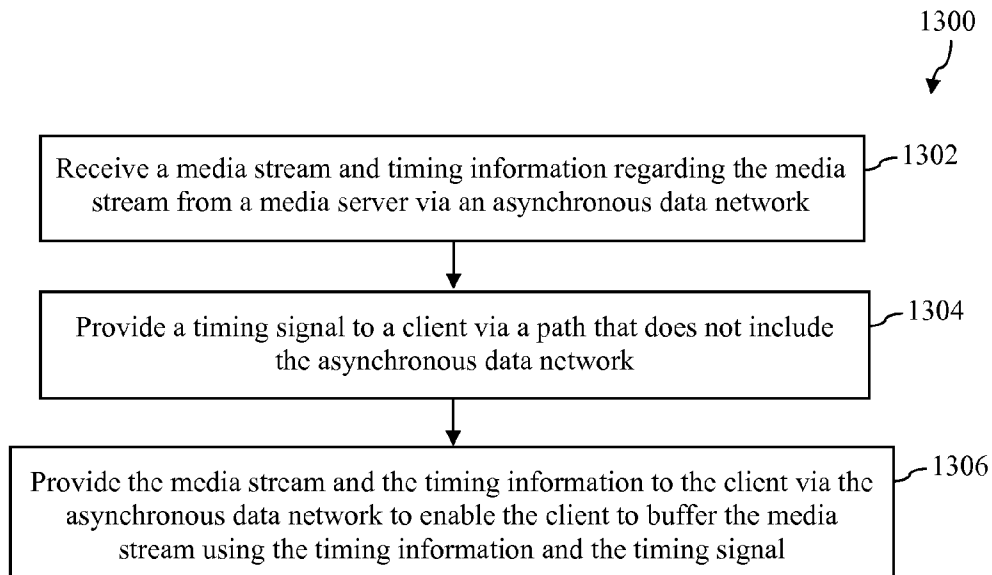 1300
Receive a media stream and timing information regarding the media
stream from a media server via an asynchronous data network
1302
Provide a timing signal to a client via a path that does not include
the asynchronous data network
1304
Provide the media stream and the timing information to the client via the
asynchronous data network to enable the client to buffer the media
stream using the timing information and the timing signal
1306